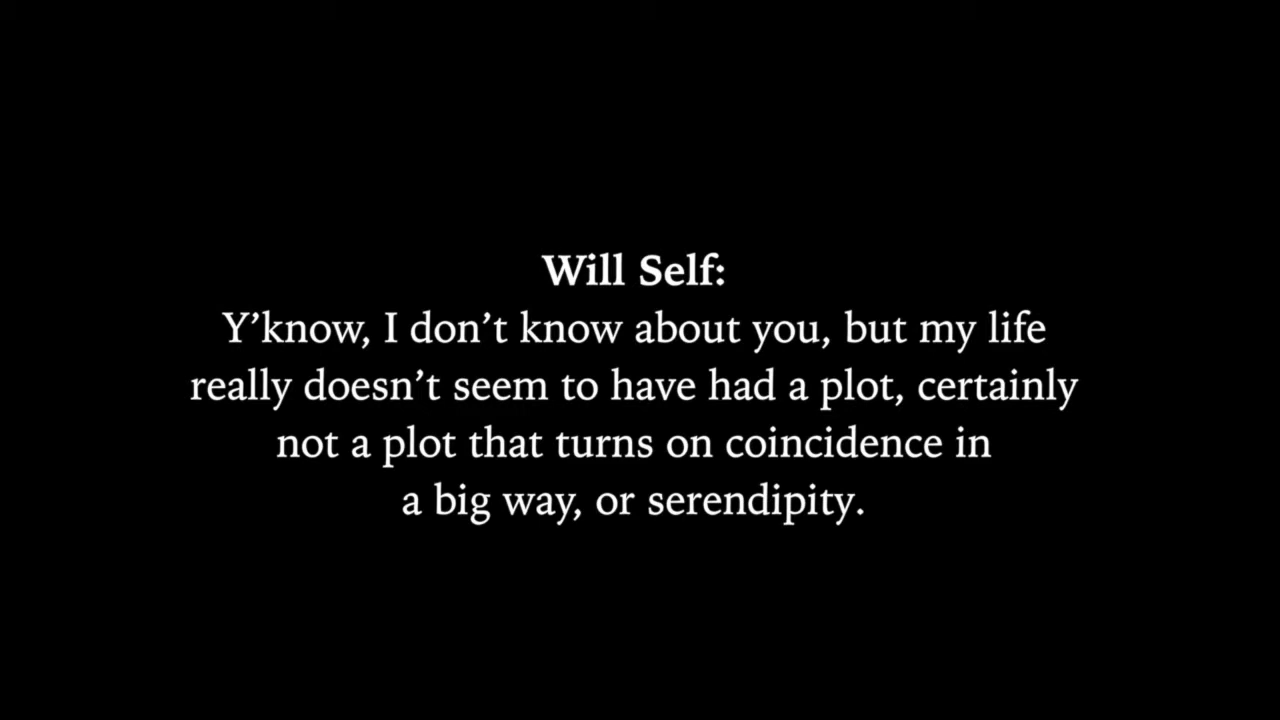 Will Self:
Y’know, I don’t know about you, but my life
really doesn’t seem to have had a plot, certainly
not a plot that turns on coincidence in
a big way, or serendipity.